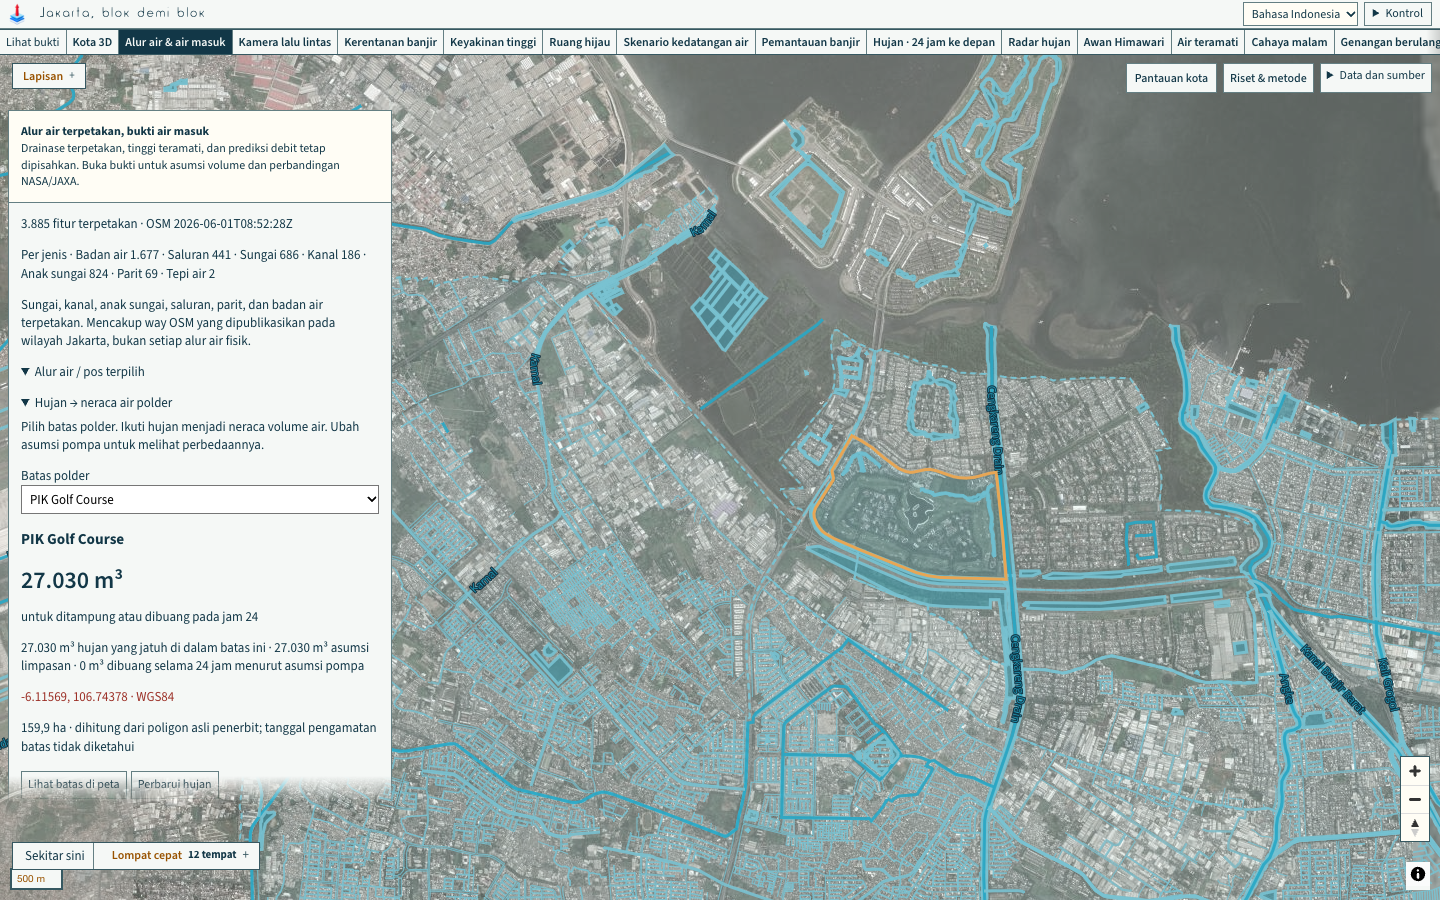 Jakarta, blok demi blok
Bahasa Indonesia
Kontrol
Lihat bukti
Kota 3D
Alur air & air masuk
Kamera lalu lintas
Kerentanan banjir
Keyakinan tinggi
Ruang hijau
Skenario kedatangan air
Pemantauan banjir
Hujan · 24 jam ke depan
Radar hujan
Awan Himawari
Air teramati
Cahaya malam
Genangan berulang
Lapisan +
Pantauan kota
Riset & metode
Data dan sumber
Alur air terpetakan, bukti air masuk
Drainase terpetakan, tinggi teramati, dan prediksi debit tetap
dipisahkan. Buka bukti untuk asumsi volume dan perbandingan
NASA/JAXA.
3.885 fitur terpetakan · OSM 2026-06-01T08:52:28Z
Per jenis · Badan air 1.677 · Saluran 441 · Sungai 686 · Kanal 186 ·
Anak sungai 824 · Parit 69 · Tepi air 2
Sungai, kanal, anak sungai, saluran, parit, dan badan air
terpetakan. Mencakup way OSM yang dipublikasikan pada
wilayah Jakarta, bukan setiap alur air fisik.
Alur air / pos terpilih
Hujan → neraca air polder
Pilih batas polder. Ikuti hujan menjadi neraca volume air. Ubah
asumsi pompa untuk melihat perbedaannya.
Batas polder
PIK Golf Course
PIK Golf Course
27.030 m³
untuk ditampung atau dibuang pada jam 24
27.030 m³ hujan yang jatuh di dalam batas ini · 27.030 m³ asumsi
limpasan · 0 m³ dibuang selama 24 jam menurut asumsi pompa
-6.11569, 106.74378 · WGS84
159,9 ha · dihitung dari poligon asli penerbit; tanggal pengamatan
batas tidak diketahui
Lihat batas di peta
Perbarui hujan
Kamal
Kamal
Kamal
Cengkareng Drain
Cengkareng Drain
Angke
Kanal Banjir Barat
Kali Grogol
Sekitar sini
Lompat cepat 12 tempat +
500 m